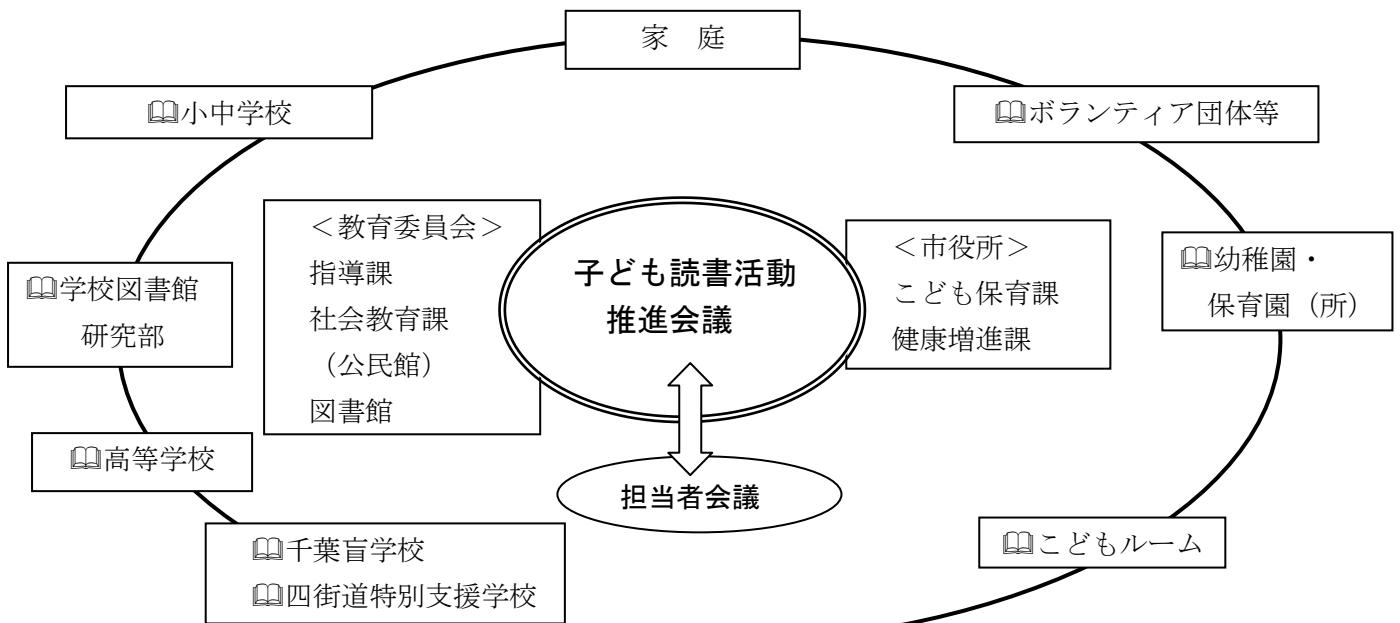 家 庭
🕮小中学校
🕮ボランティア団体等
＜教育委員会＞
指導課
社会教育課
（公民館）
図書館
子ども読書活動
推進会議
＜市役所＞
こども保育課
健康増進課
🕮学校図書館
研究部
🕮幼稚園・
保育園（所）
🕮高等学校
担当者会議
🕮千葉盲学校
🕮四街道特別支援学校
🕮こどもルーム